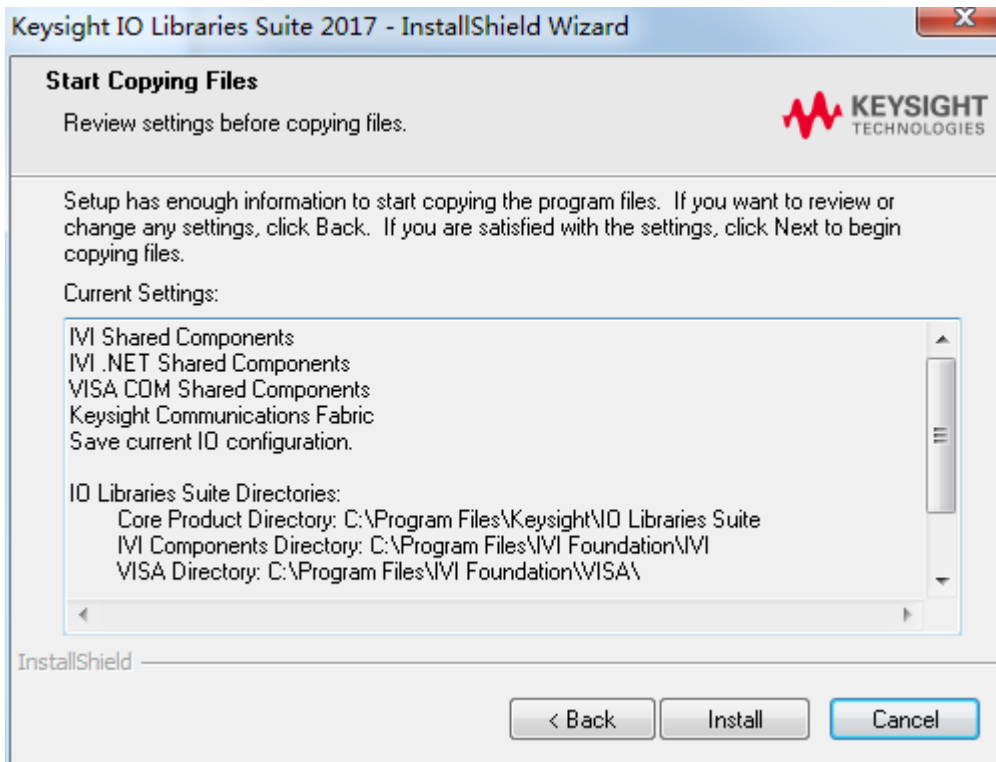 Keysight IO Libraries Suite 2017 - InstallShield Wizard
Start Copying Files
Review settings before copying files.
KEYSIGHT
TECHNOLOGIES
Setup has enough information to start copying the program files.  If you want to review or
change any settings, click Back.  If you are satisfied with the settings, click Next to begin
copying files.
Current Settings:
IVI Shared Components
IVI .NET Shared Components
VISA COM Shared Components
Keysight Communications Fabric
Save current IO configuration.
IO Libraries Suite Directories:
Core Product Directory: C:\Program Files\Keysight\IO Libraries Suite
IVI Components Directory: C:\Program Files\IVI Foundation\IVI
VISA Directory: C:\Program Files\IVI Foundation\VISA\
InstallShield
< Back
Install
Cancel